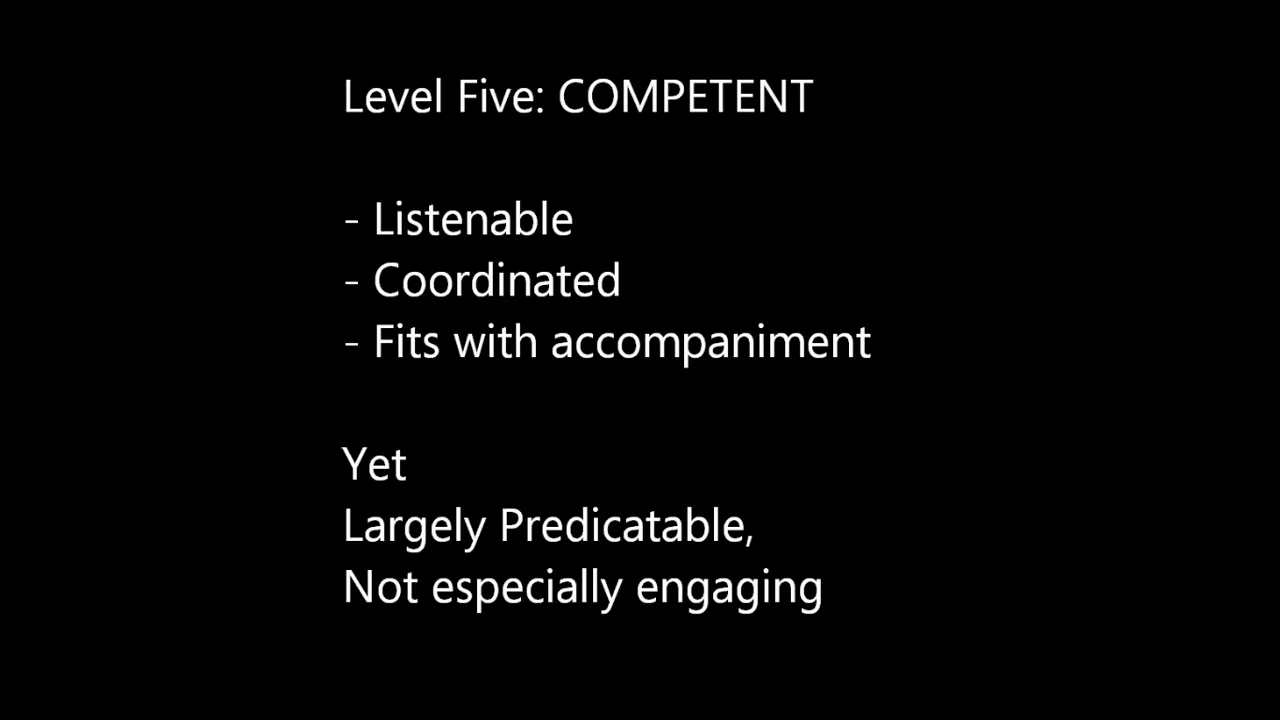 Level Five: COMPETENT
- Listenable
- Coordinated
- Fits with accompaniment
Yet
Largely Predicatable,
Not especially engaging